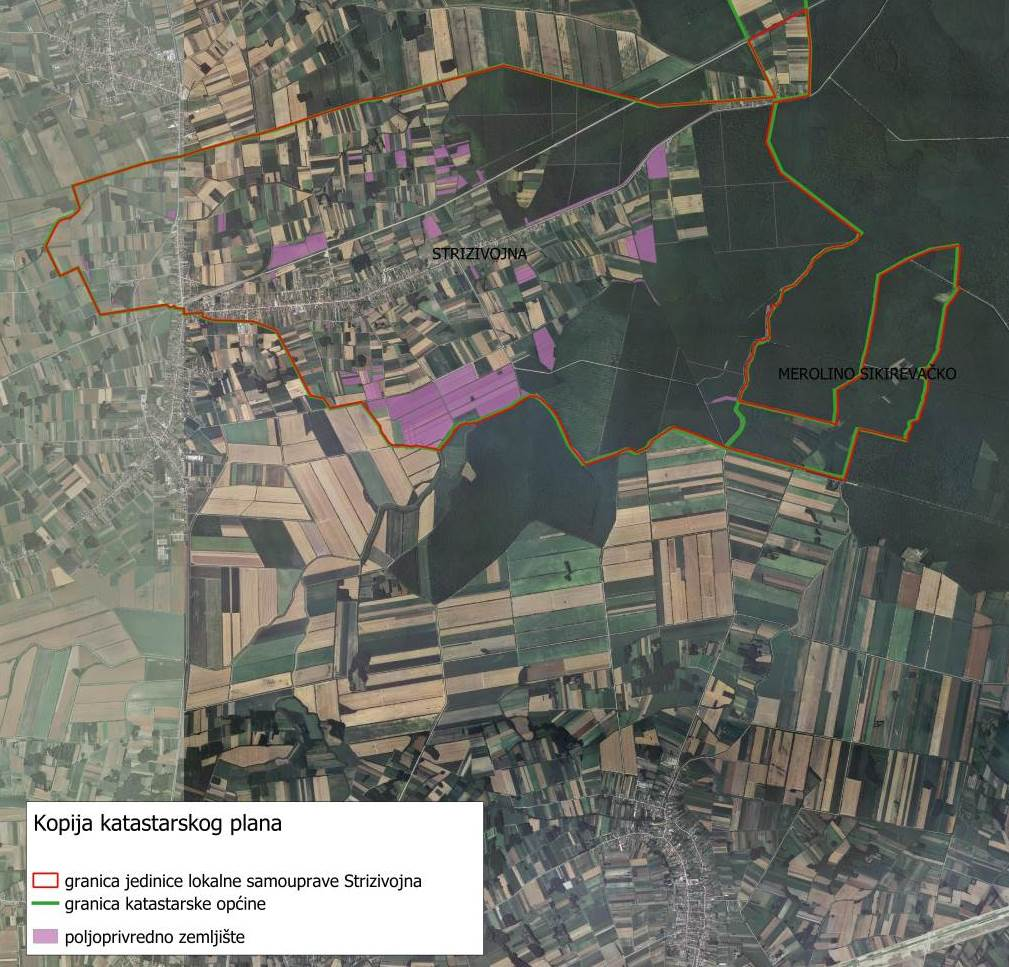 STRIZIVOJNA
MEROLINO SIKIREVAČKO
Kopija katastarskog plana
granica jedinice lokalne samouprave Strizivojna
granica katastarske općine
poljoprivredno zemljište